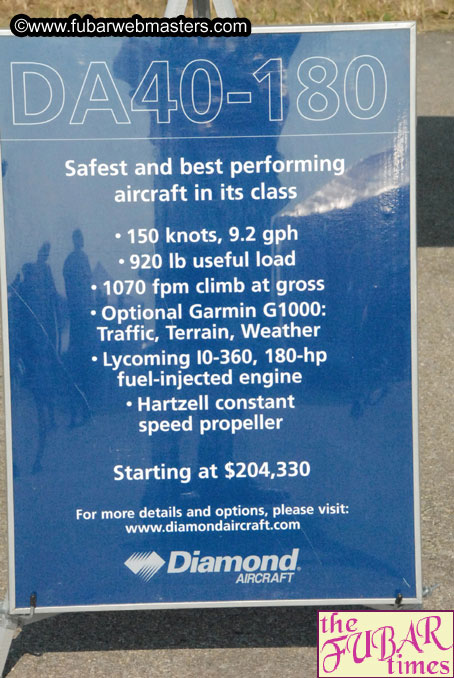 ©www.fubarwebmasters.com
DA40-180
Safest and best performing
aircraft in its class
• 150 knots, 9.2 gph
• 920 lb useful load
• 1070 fpm climb at gross
• Optional Garmin G1000:
Traffic, Terrain, Weather
• Lycoming I0-360, 180-hp
fuel-injected engine
• Hartzell constant
speed propeller
Starting at $204,330
For more details and options, please visit:
www.diamondaircraft.com
Diamond®
AIRCRAFT
the
FUBAR
times